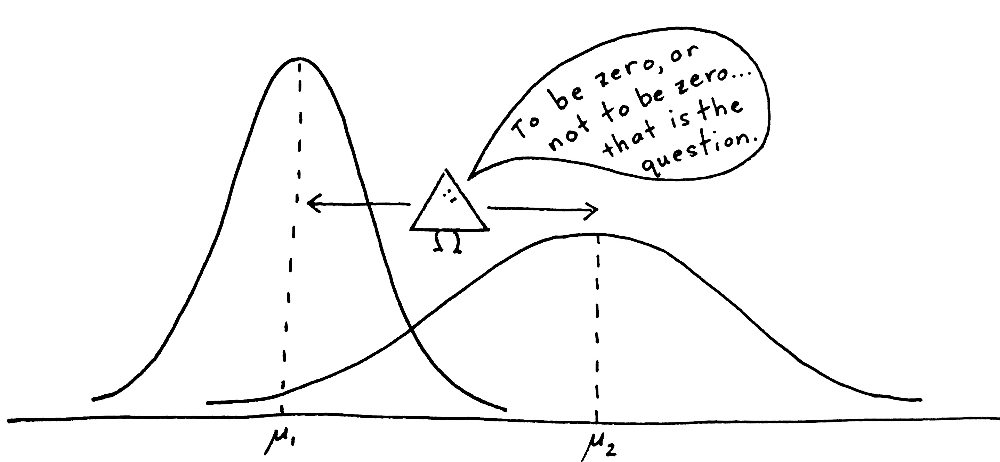 To be zero, or
not to be zero...
that is the
question.
μ₁
μ₂